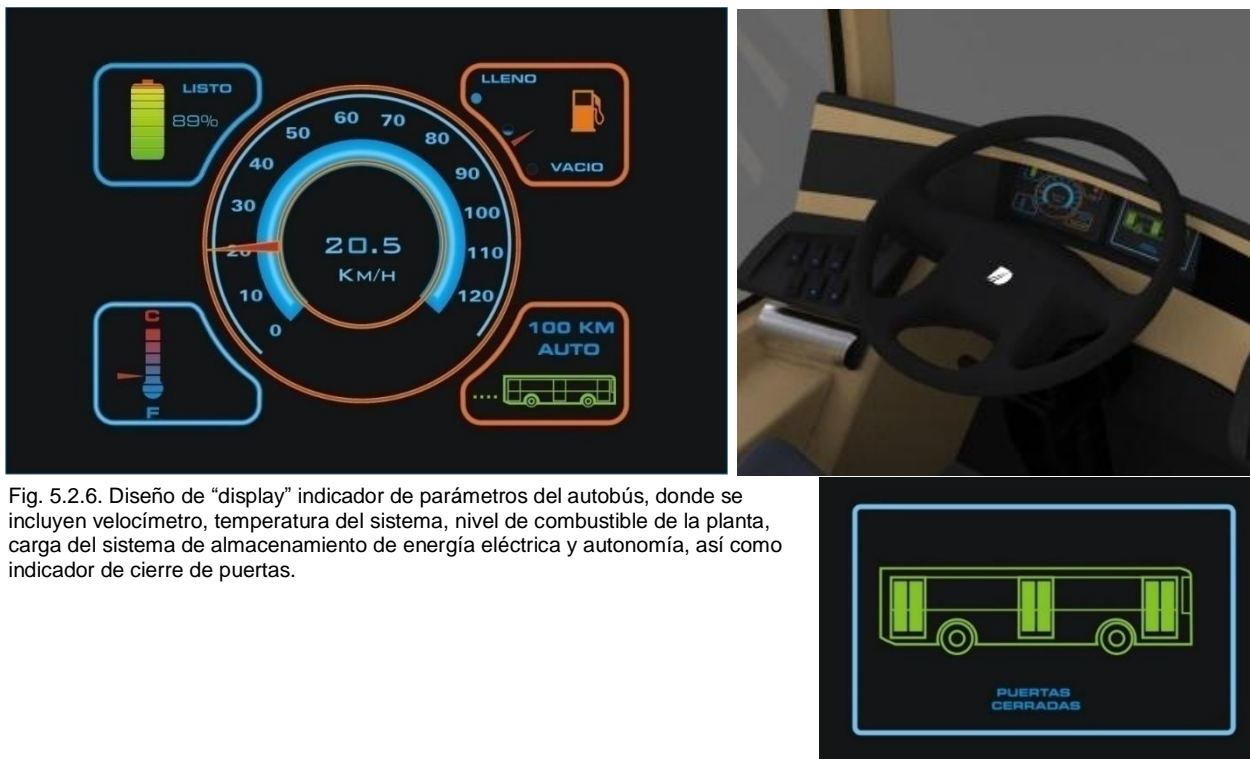 LISTO
89%
LLENO
VACIO
0
10
20
30
40
50
60
70
80
90
100
110
120
20.5
KM/H
C
F
100 KM
AUTO
Fig. 5.2.6. Diseño de “display” indicador de parámetros del autobús, donde se
incluyen velocímetro, temperatura del sistema, nivel de combustible de la planta,
carga del sistema de almacenamiento de energía eléctrica y autonomía, así como
indicador de cierre de puertas.
PUERTAS
CERRADAS